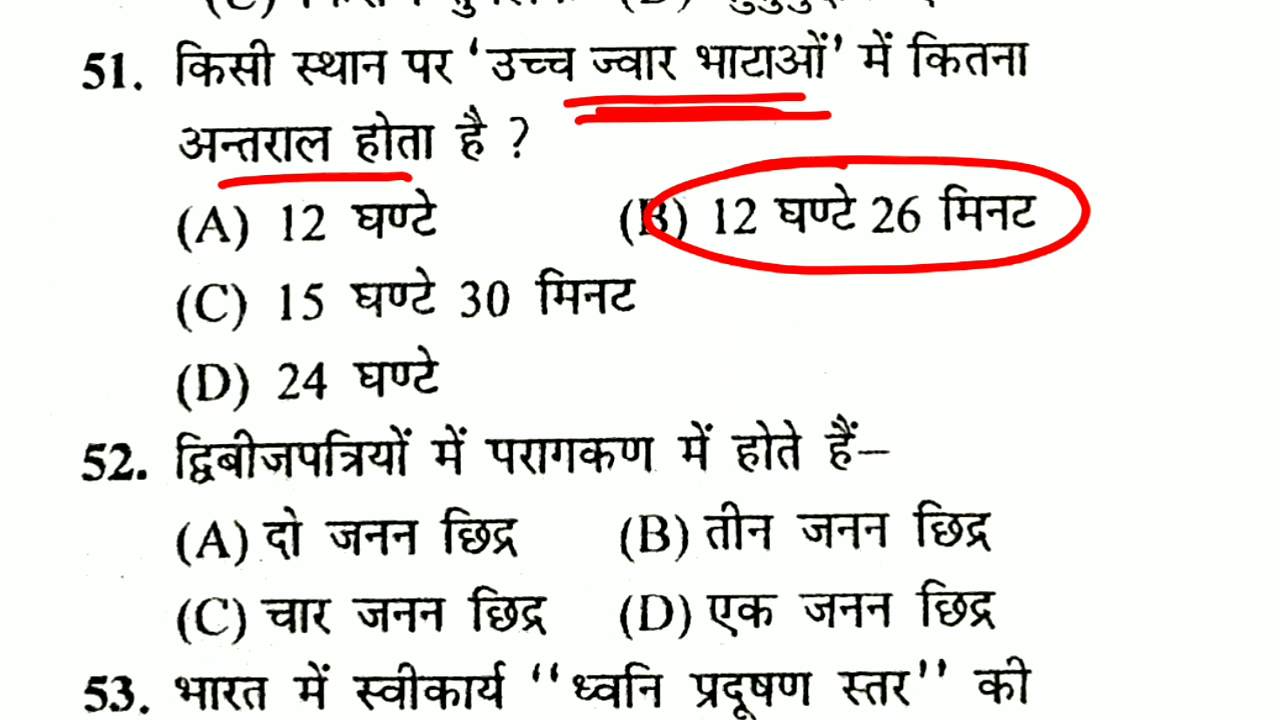 51. किसी स्थान पर ‘उच्च ज्वार भाटाओं’ में कितना
अन्तराल होता है ?
(A) 12 घण्टे (B) 12 घण्टे 26 मिनट
(C) 15 घण्टे 30 मिनट
(D) 24 घण्टे
52. द्विबीजपत्रियों में परागकण में होते हैं–
(A) दो जनन छिद्र (B) तीन जनन छिद्र
(C) चार जनन छिद्र (D) एक जनन छिद्र
53. भारत में स्वीकार्य “ध्वनि प्रदूषण स्तर” की